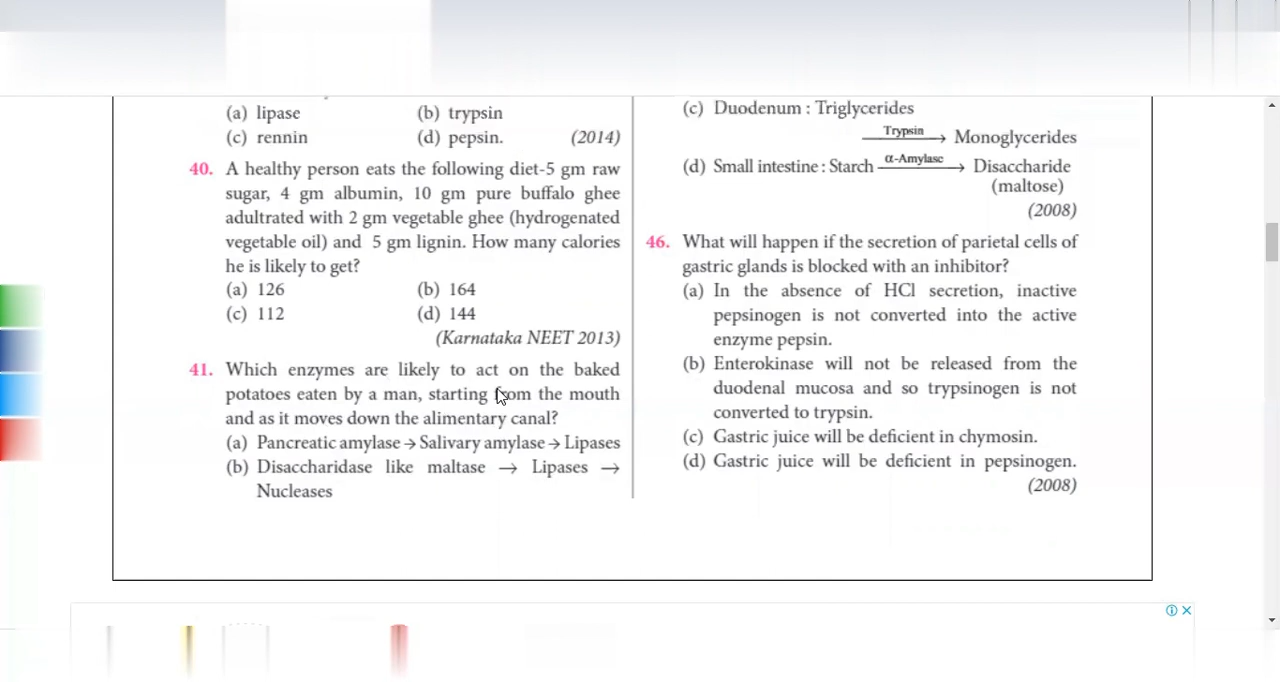 (a) lipase (b) trypsin
(c) rennin (d) pepsin. (2014)
40. A healthy person eats the following diet-5 gm raw
sugar, 4 gm albumin, 10 gm pure buffalo ghee
adultrated with 2 gm vegetable ghee (hydrogenated
vegetable oil) and 5 gm lignin. How many calories
he is likely to get?
(a) 126 (b) 164
(c) 112 (d) 144
(Karnataka NEET 2013)
41. Which enzymes are likely to act on the baked
potatoes eaten by a man, starting from the mouth
and as it moves down the alimentary canal?
(a) Pancreatic amylase → Salivary amylase → Lipases
(b) Disaccharidase like maltase → Lipases →
Nucleases
(c) Duodenum : Triglycerides
Trypsin
→ Monoglycerides
α-Amylase
(d) Small intestine : Starch → Disaccharide
(maltose)
(2008)
46. What will happen if the secretion of parietal cells of
gastric glands is blocked with an inhibitor?
(a) In the absence of HCl secretion, inactive
pepsinogen is not converted into the active
enzyme pepsin.
(b) Enterokinase will not be released from the
duodenal mucosa and so trypsinogen is not
converted to trypsin.
(c) Gastric juice will be deficient in chymosin.
(d) Gastric juice will be deficient in pepsinogen.
(2008)